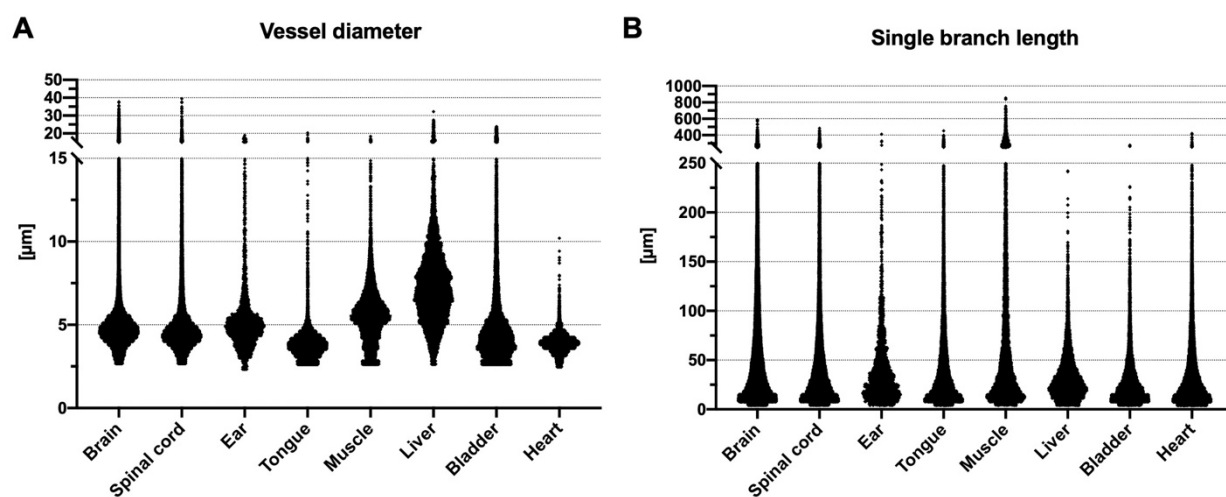 A
Vessel diameter
50
40
30
20
15
10
5
0
[µm]
Brain
Spinal cord
Ear
Tongue
Muscle
Liver
Bladder
Heart
B
Single branch length
1000
800
600
400
250
200
150
100
50
0
[µm]
Brain
Spinal cord
Ear
Tongue
Muscle
Liver
Bladder
Heart